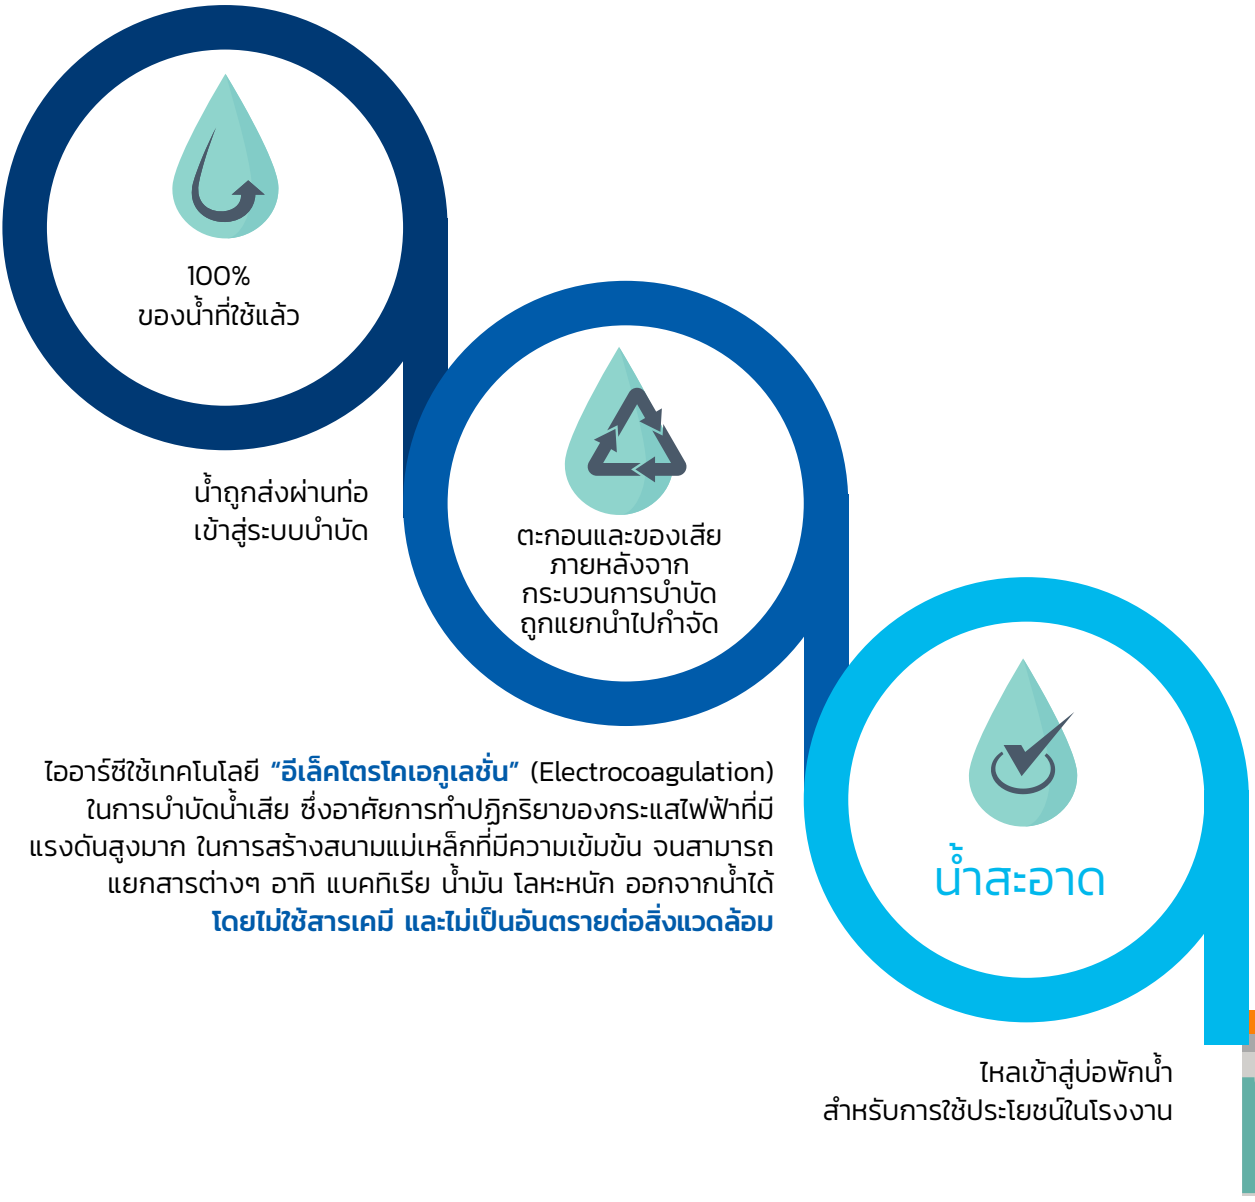 100%
ของน้ำที่ใช้แล้ว
น้ำถูกส่งผ่านท่อ
เข้าสู่ระบบบำบัด
ตะกอนและของเสีย
ภายหลังจาก
กระบวนการบำบัด
ถูกแยกนำไปกำจัด
ไออาร์ซีใช้เทคโนโลยี “อีเล็คโตรโคเอกูเลชั่น” (Electrocoagulation)
ในการบำบัดน้ำเสีย ซึ่งอาศัยการทำปฏิกริยาของกระแสไฟฟ้าที่มี
แรงดันสูงมาก ในการสร้างสนามแม่เหล็กที่มีความเข้มข้น จนสามารถ
แยกสารต่างๆ อาทิ แบคทิเรีย น้ำมัน โลหะหนัก ออกจากน้ำได้
โดยไม่ใช้สารเคมี และไม่เป็นอันตรายต่อสิ่งแวดล้อม
น้ำสะอาด
ไหลเข้าสู่บ่อพักน้ำ
สำหรับการใช้ประโยชน์ในโรงงาน